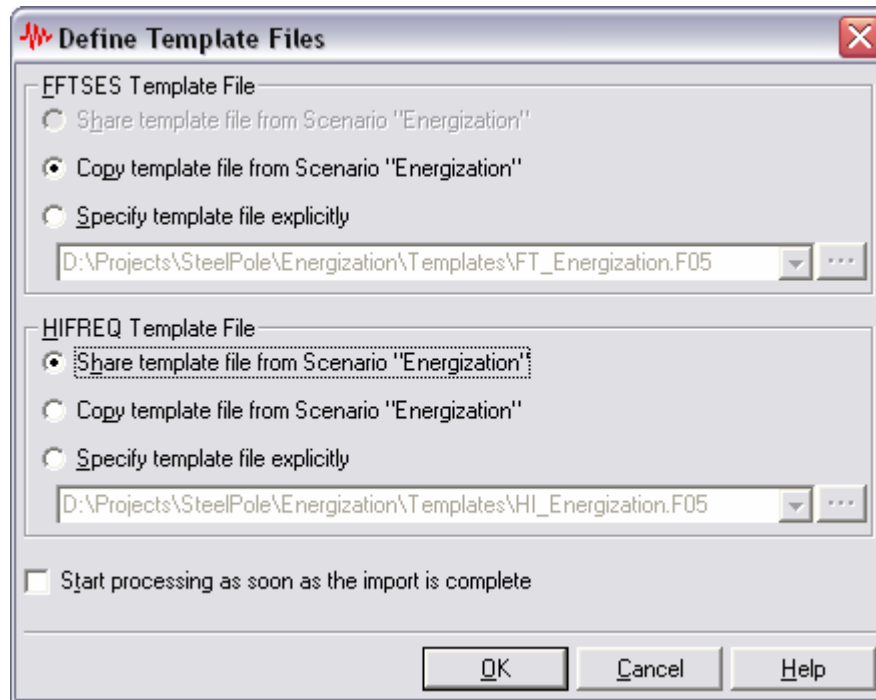 Define Template Files
FFTSES Template File
Share template file from Scenario "Energization"
Copy template file from Scenario "Energization"
Specify template file explicitly
D:\Projects\SteelPole\Energization\Templates\FT_Energization.F05
...
HIFREQ Template File
Share template file from Scenario "Energization"
Copy template file from Scenario "Energization"
Specify template file explicitly
D:\Projects\SteelPole\Energization\Templates\HI_Energization.F05
...
Start processing as soon as the import is complete
OK Cancel Help